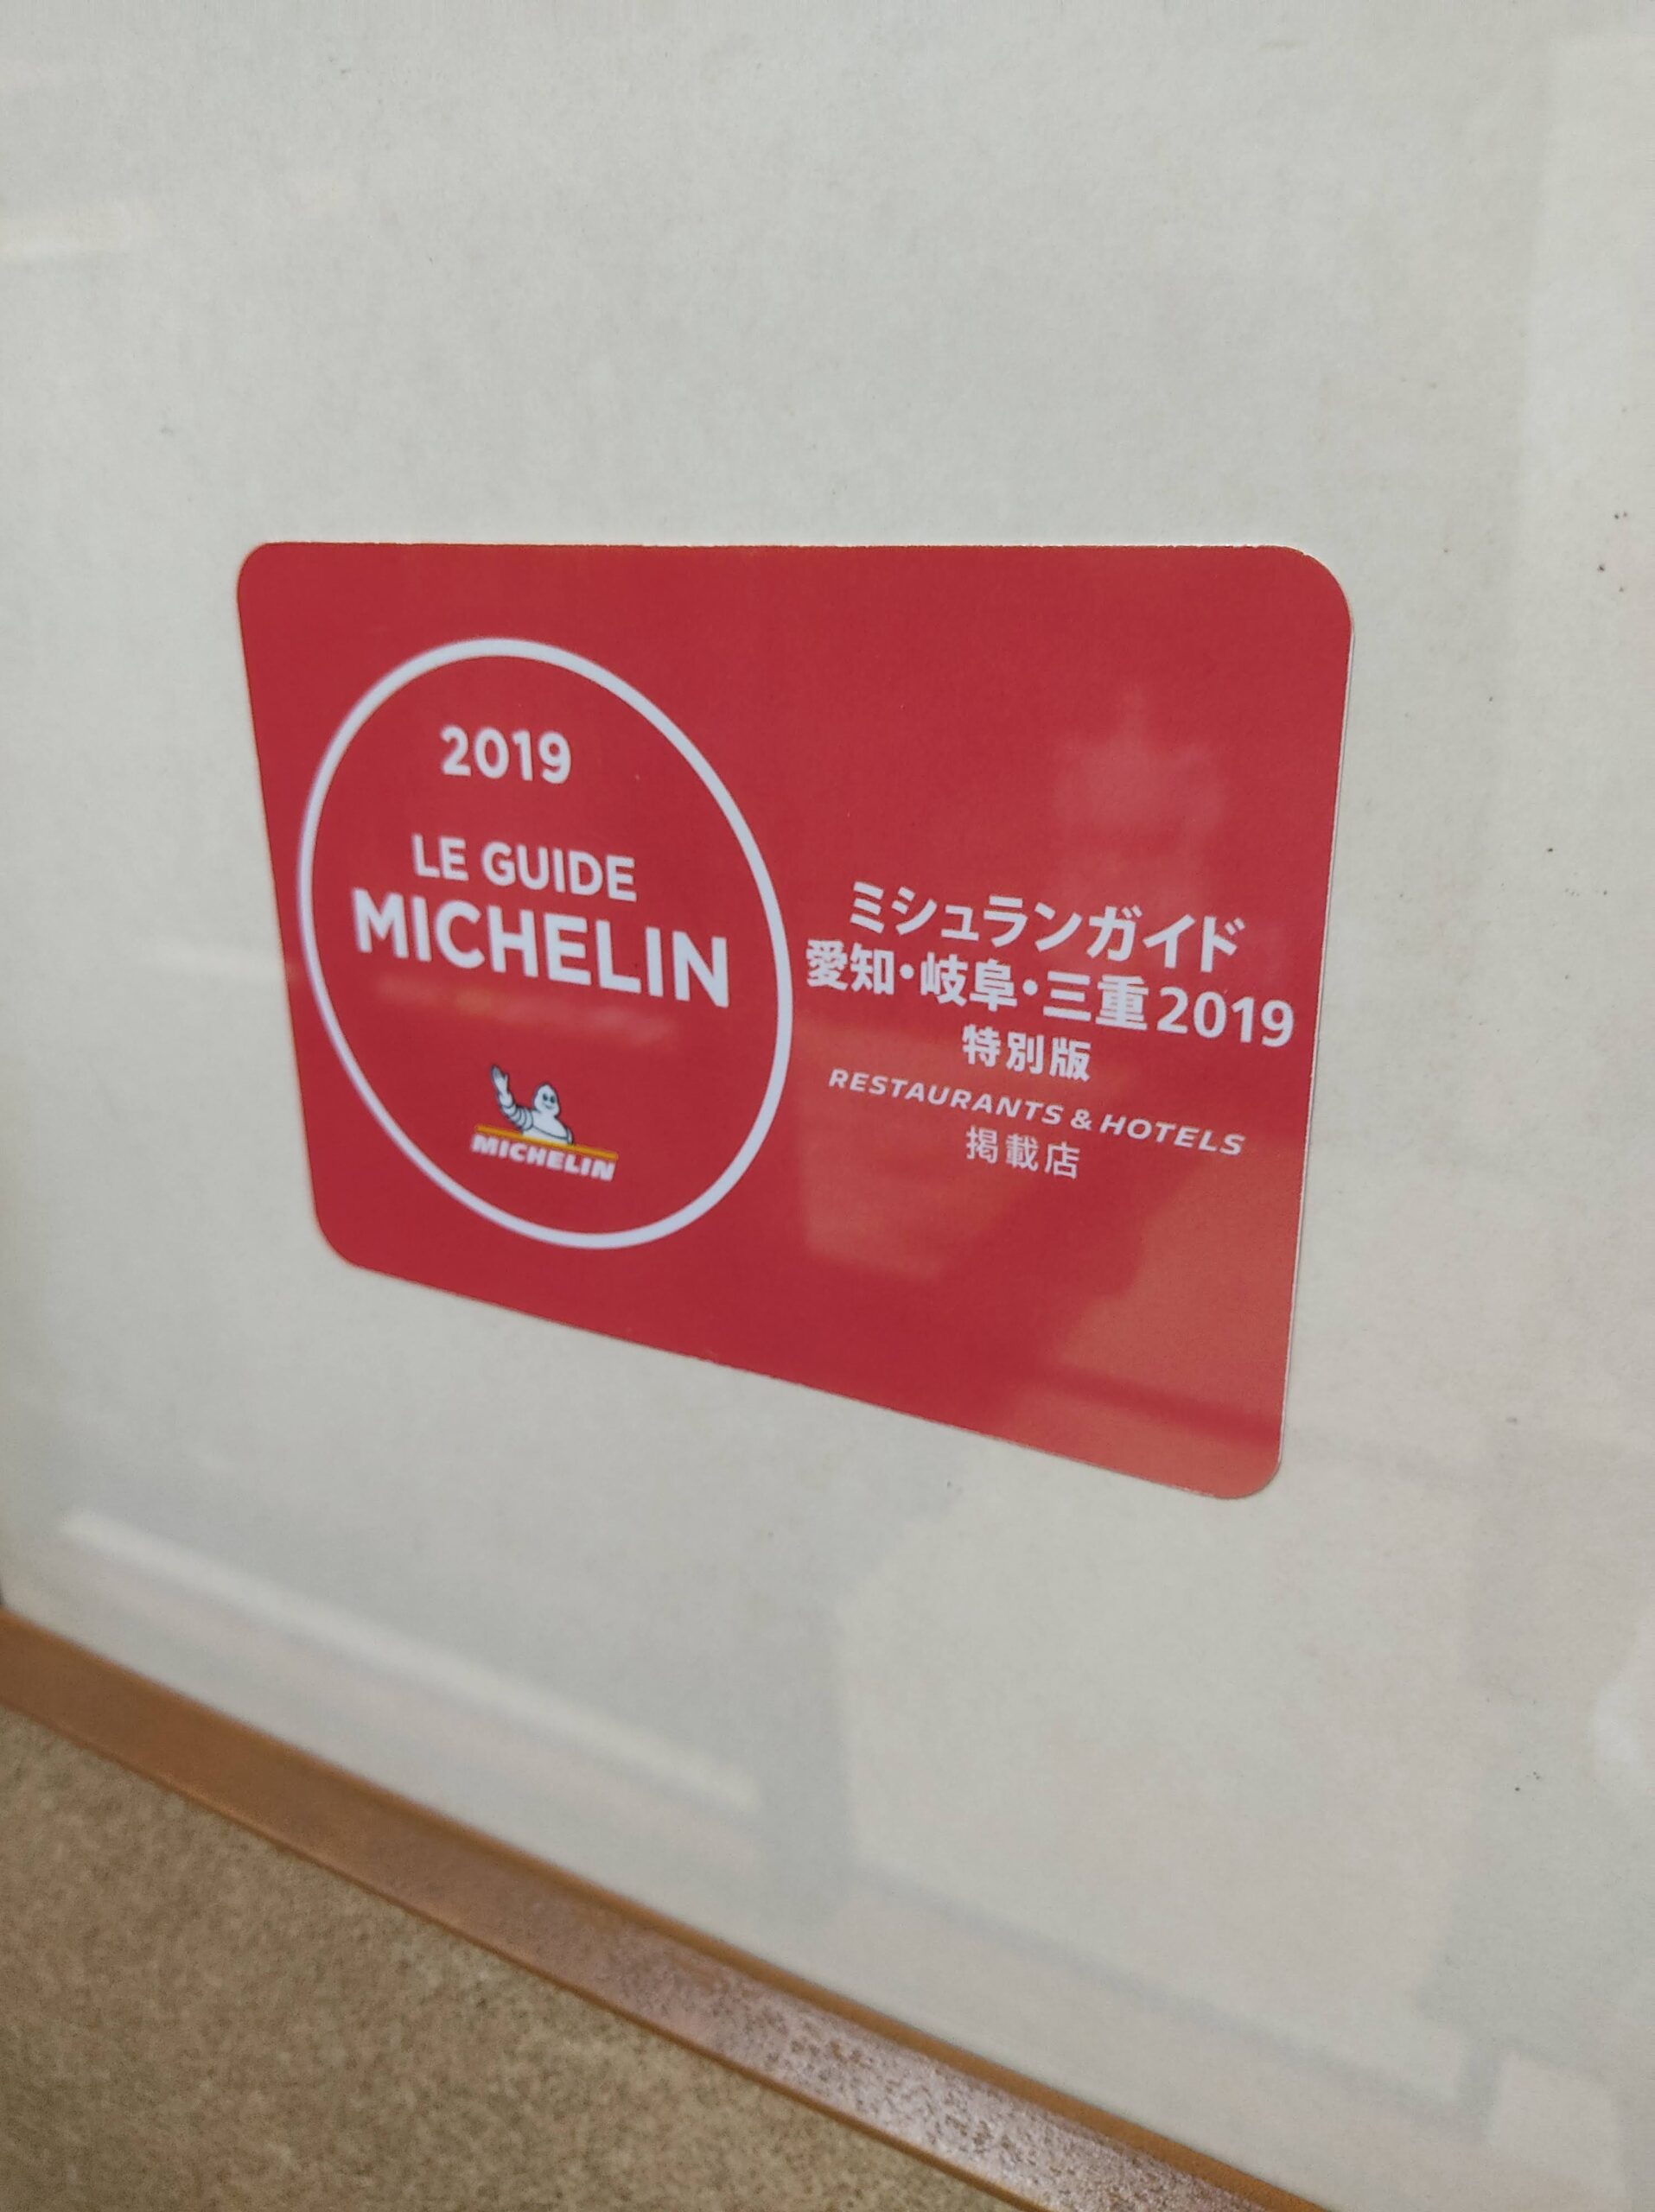 2019
LE GUIDE
MICHELIN
MICHELIN
ミシュランガイド
愛知・岐阜・三重2019
特別版
RESTAURANTS & HOTELS
掲載店